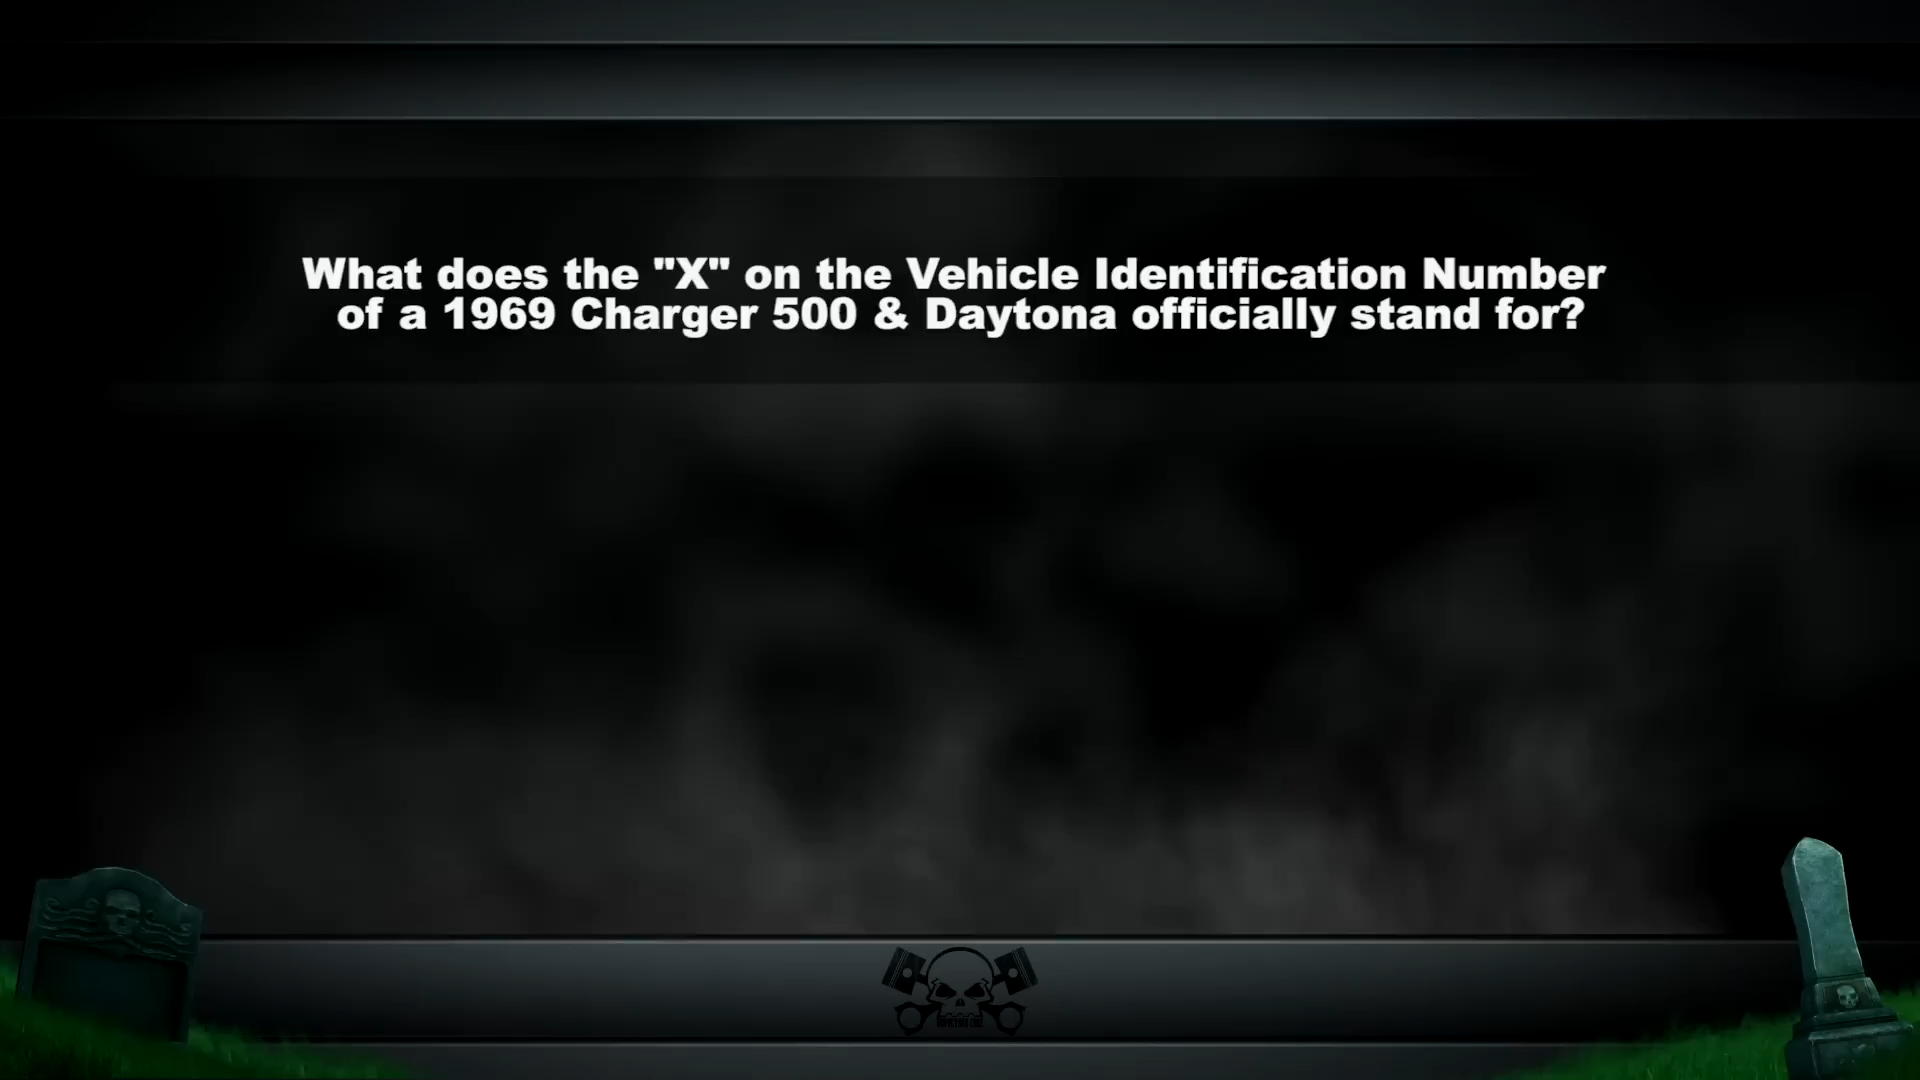 What does the "X" on the Vehicle Identification Number
of a 1969 Charger 500 & Daytona officially stand for?